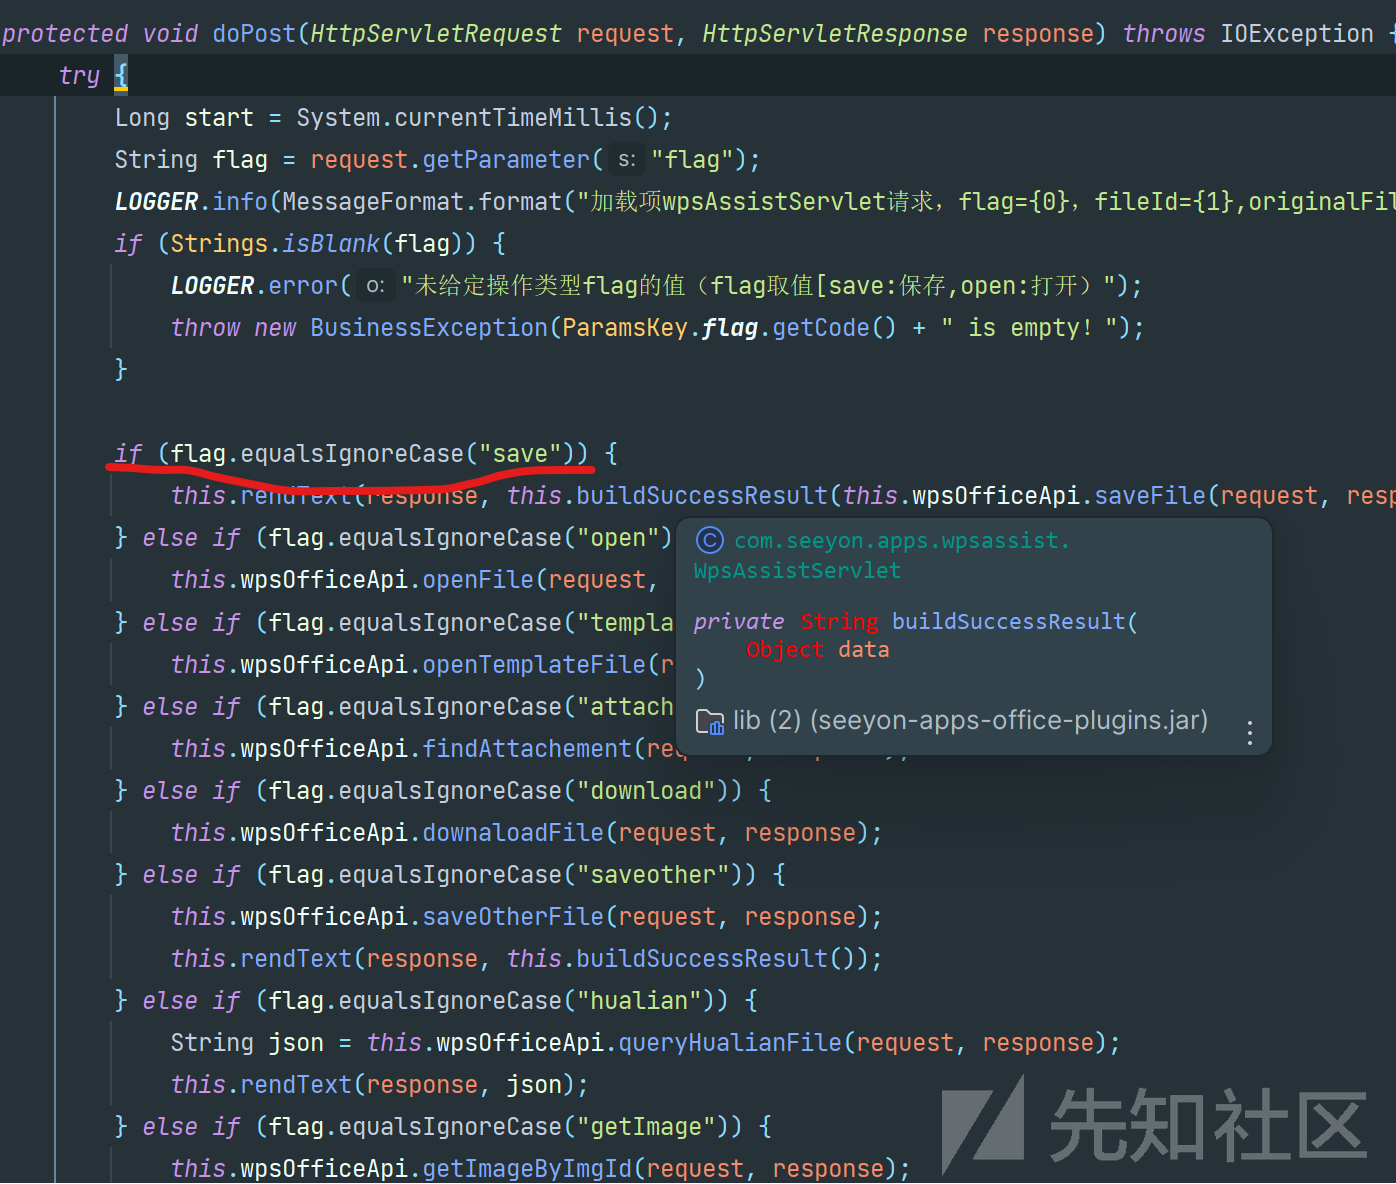 protected void doPost(HttpServletRequest request, HttpServletResponse response) throws IOException {
try {
Long start = System.currentTimeMillis();
String flag = request.getParameter( s: "flag");
LOGGER.info(MessageFormat.format("加载项wpsAssistServlet请求，flag={0}，fileId={1},originalFil
if (Strings.isBlank(flag)) {
LOGGER.error( o: "未给定操作类型flag的值（flag取值[save:保存,open:打开）");
throw new BusinessException(ParamsKey.flag.getCode() + " is empty！");
}
if (flag.equalsIgnoreCase("save")) {
this.rendText(response, this.buildSuccessResult(this.wpsOfficeApi.saveFile(request, resp
} else if (flag.equalsIgnoreCase("open")
this.wpsOfficeApi.openFile(request,
} else if (flag.equalsIgnoreCase("templa
this.wpsOfficeApi.openTemplateFile(r
} else if (flag.equalsIgnoreCase("attach
this.wpsOfficeApi.findAttachement(re
com.seeyon.apps.wpsassist.
WpsAssistServlet
private String buildSuccessResult(
Object data
)
lib (2) (seeyon-apps-office-plugins.jar)
} else if (flag.equalsIgnoreCase("download")) {
this.wpsOfficeApi.downaloadFile(request, response);
} else if (flag.equalsIgnoreCase("saveother")) {
this.wpsOfficeApi.saveOtherFile(request, response);
this.rendText(response, this.buildSuccessResult());
} else if (flag.equalsIgnoreCase("hualian")) {
String json = this.wpsOfficeApi.queryHualianFile(request, response);
this.rendText(response, json);
} else if (flag.equalsIgnoreCase("getImage")) {
this.wpsOfficeApi.getImageByImgId(request, response);
先知社区